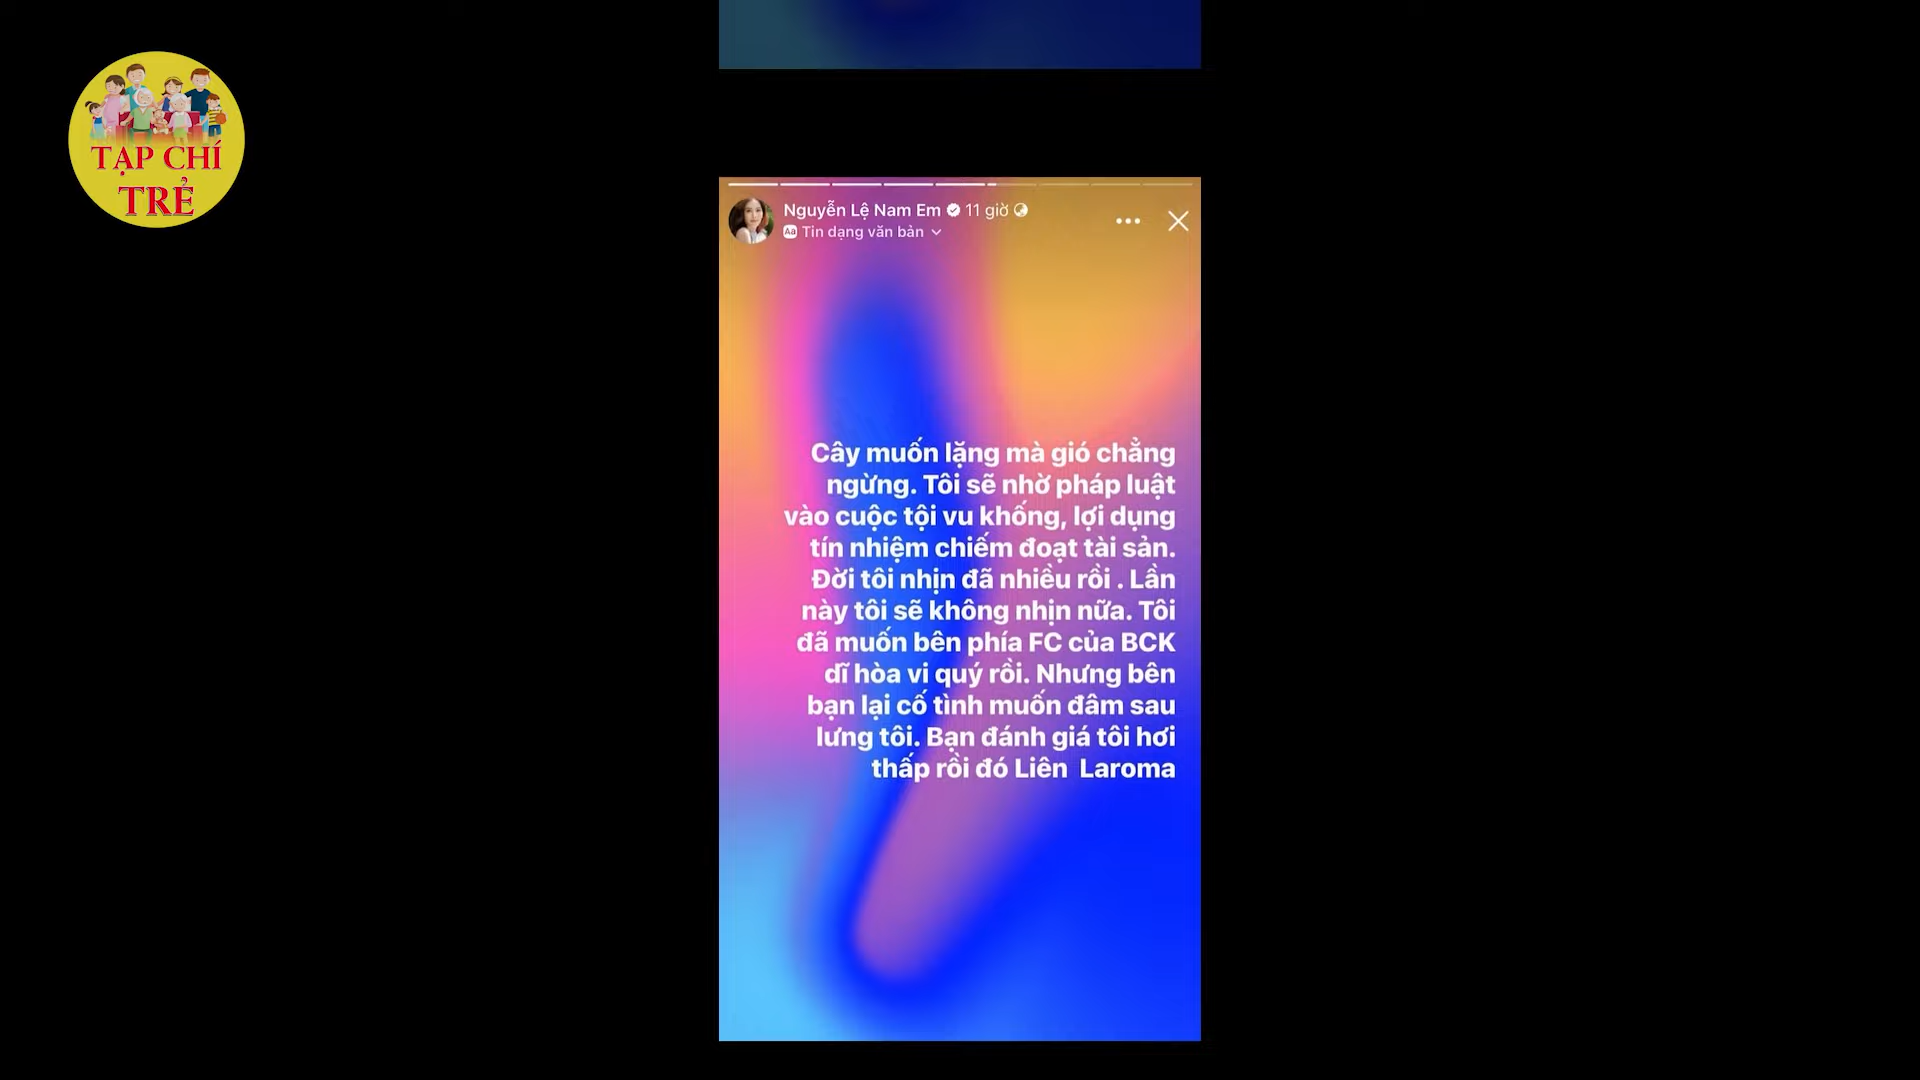 TẠP CHÍ
TRẺ
Nguyễn Lệ Nam Em 11 giờ
Aa Tin dạng văn bản
Cây muốn lặng mà gió chẳng
ngừng. Tôi sẽ nhờ pháp luật
vào cuộc tội vu khống, lợi dụng
tín nhiệm chiếm đoạt tài sản.
Đời tôi nhịn đã nhiều rồi . Lần
này tôi sẽ không nhịn nữa. Tôi
đã muốn bên phía FC của BCK
dĩ hòa vi quý rồi. Nhưng bên
bạn lại cố tình muốn đâm sau
lưng tôi. Bạn đánh giá tôi hơi
thấp rồi đó Liên  Laroma